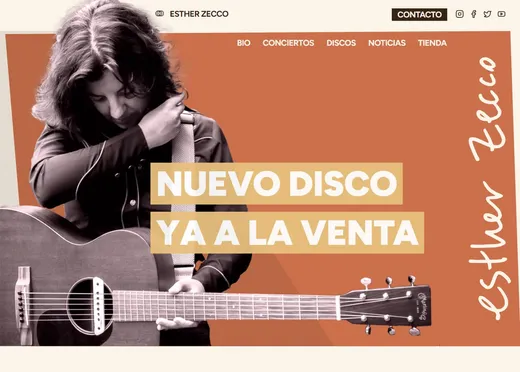 ESTHER ZECCO
CONTACTO
BIO CONCIERTOS DISCOS NOTICIAS TIENDA
NUEVO DISCO
YA A LA VENTA
esther zecco